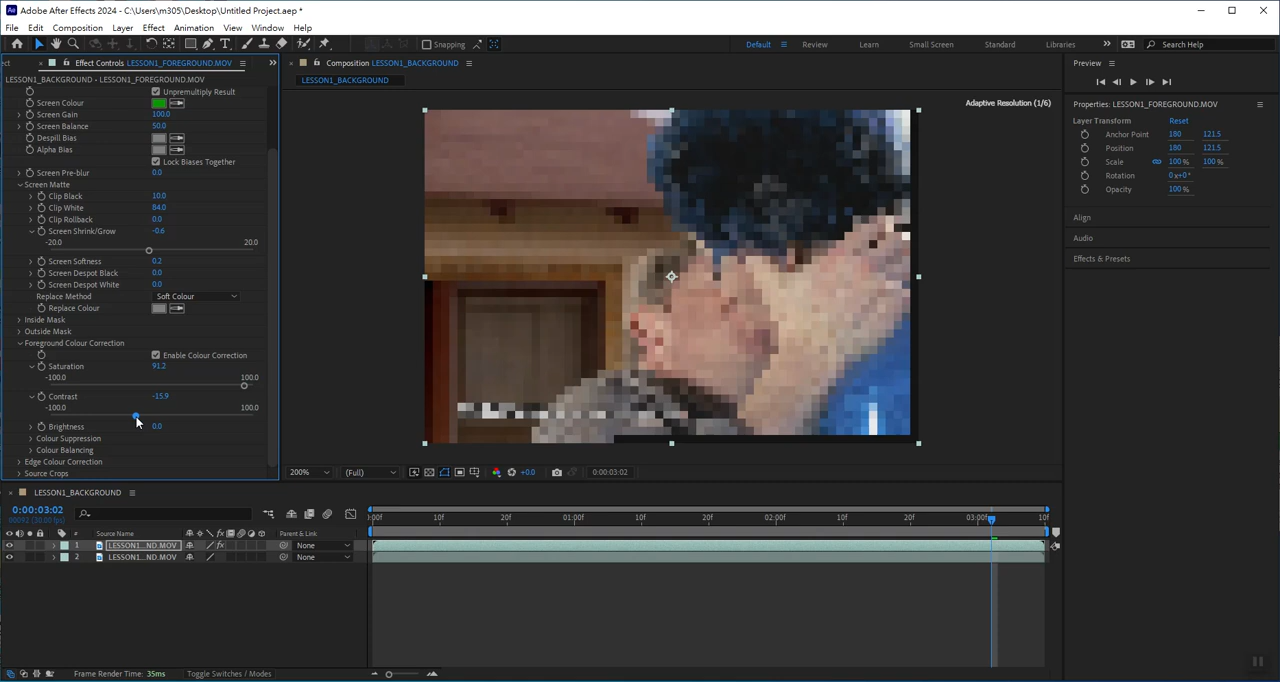 Adobe After Effects 2024 - C:\Users\m305\Desktop\Untitled Project.aep *
File Edit Composition Layer Effect Animation View Window Help
Snapping
Default Review Learn Small Screen Standard Libraries Search Help
ect Effect Controls LESSON1_FOREGROUND.MOV
LESSON1_BACKGROUND • LESSON1_FOREGROUND.MOV
Unpremultiply Result
Screen Colour
Screen Gain 100.0
Screen Balance 50.0
Despill Bias
Alpha Bias
Lock Biases Together
Screen Pre-blur 0.0
Screen Matte
Clip Black 10.0
Clip White 84.0
Clip Rollback 0.0
Screen Shrink/Grow -0.6
-20.0 20.0
Screen Softness 0.2
Screen Despot Black 0.0
Screen Despot White 0.0
Replace Method Soft Colour
Replace Colour
Inside Mask
Outside Mask
Foreground Colour Correction
Enable Colour Correction
Saturation 91.2
-100.0 100.0
Contrast -15.9
-100.0 100.0
Brightness 0.0
Colour Suppression
Colour Balancing
Edge Colour Correction
Source Crops
Composition LESSON1_BACKGROUND
LESSON1_BACKGROUND
Adaptive Resolution (1/6)
200% (Full) +0.0 0:00:03:02
Preview
Properties: LESSON1_FOREGROUND.MOV
Layer Transform Reset
Anchor Point 180 121.5
Position 180 121.5
Scale 100 % 100 %
Rotation 0 x+0 °
Opacity 100 %
Align
Audio
Effects & Presets
LESSON1_BACKGROUND
0:00:03:02
00092 (30.00 fps)
# Source Name Parent & Link
1 LESSON1...ND.MOV None
2 LESSON1...ND.MOV None
:00f 10f 20f 01:00f 10f 20f 02:00f 10f 20f 03:00f 10f
Frame Render Time: 35ms Toggle Switches / Modes